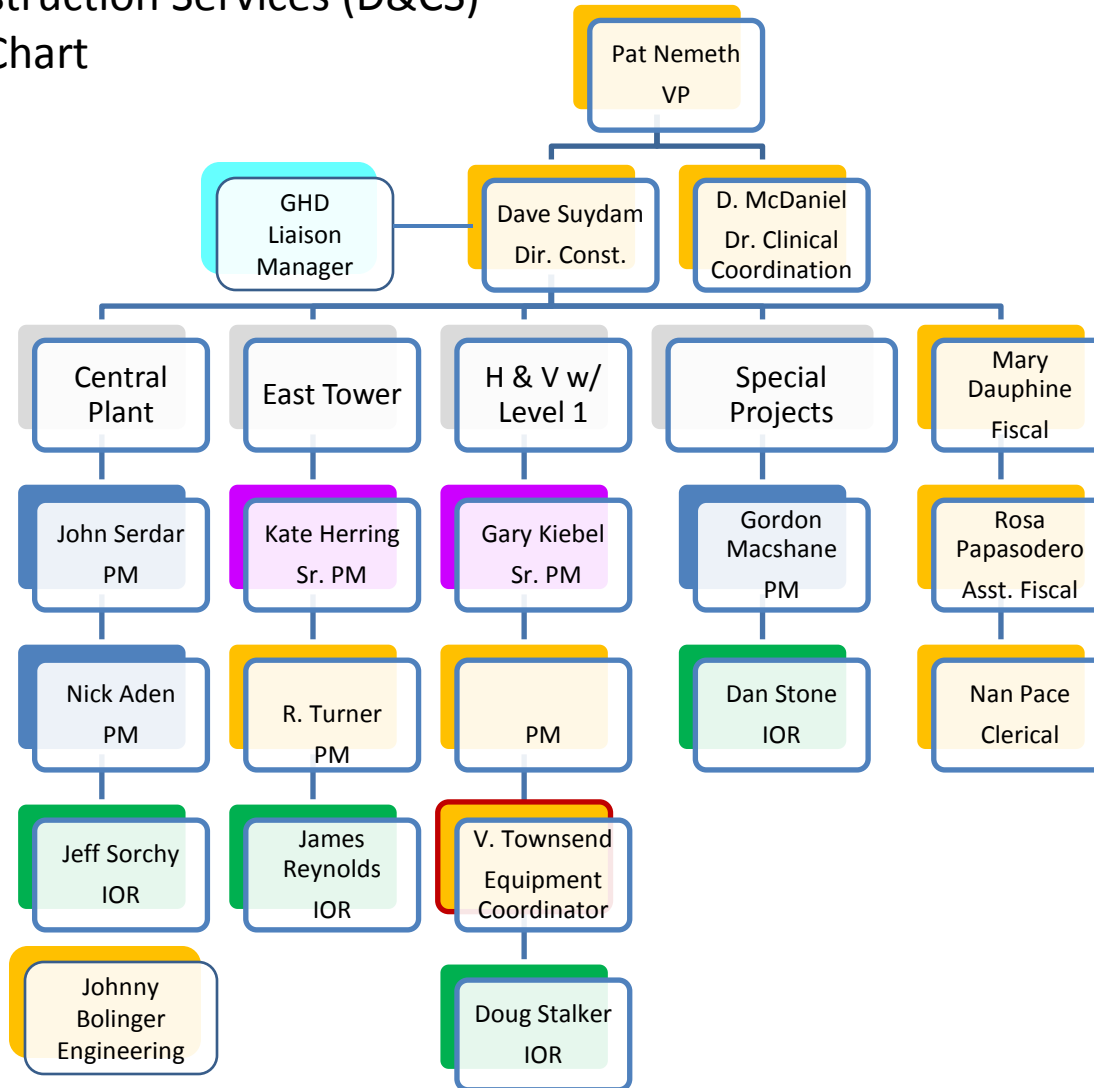 struction Services (D&CS)
Chart
Pat Nemeth
VP
GHD
Liaison
Manager
Dave Suydam
Dir. Const.
D. McDaniel
Dr. Clinical
Coordination
Central
Plant
East Tower
H & V w/
Level 1
Special
Projects
Mary
Dauphine
Fiscal
John Serdar
PM
Kate Herring
Sr. PM
Gary Kiebel
Sr. PM
Gordon
Macshane
PM
Rosa
Papasodero
Asst. Fiscal
Nick Aden
PM
R. Turner
PM
PM
Dan Stone
IOR
Nan Pace
Clerical
Jeff Sorchy
IOR
James
Reynolds
IOR
V. Townsend
Equipment
Coordinator
Johnny
Bolinger
Engineering
Doug Stalker
IOR